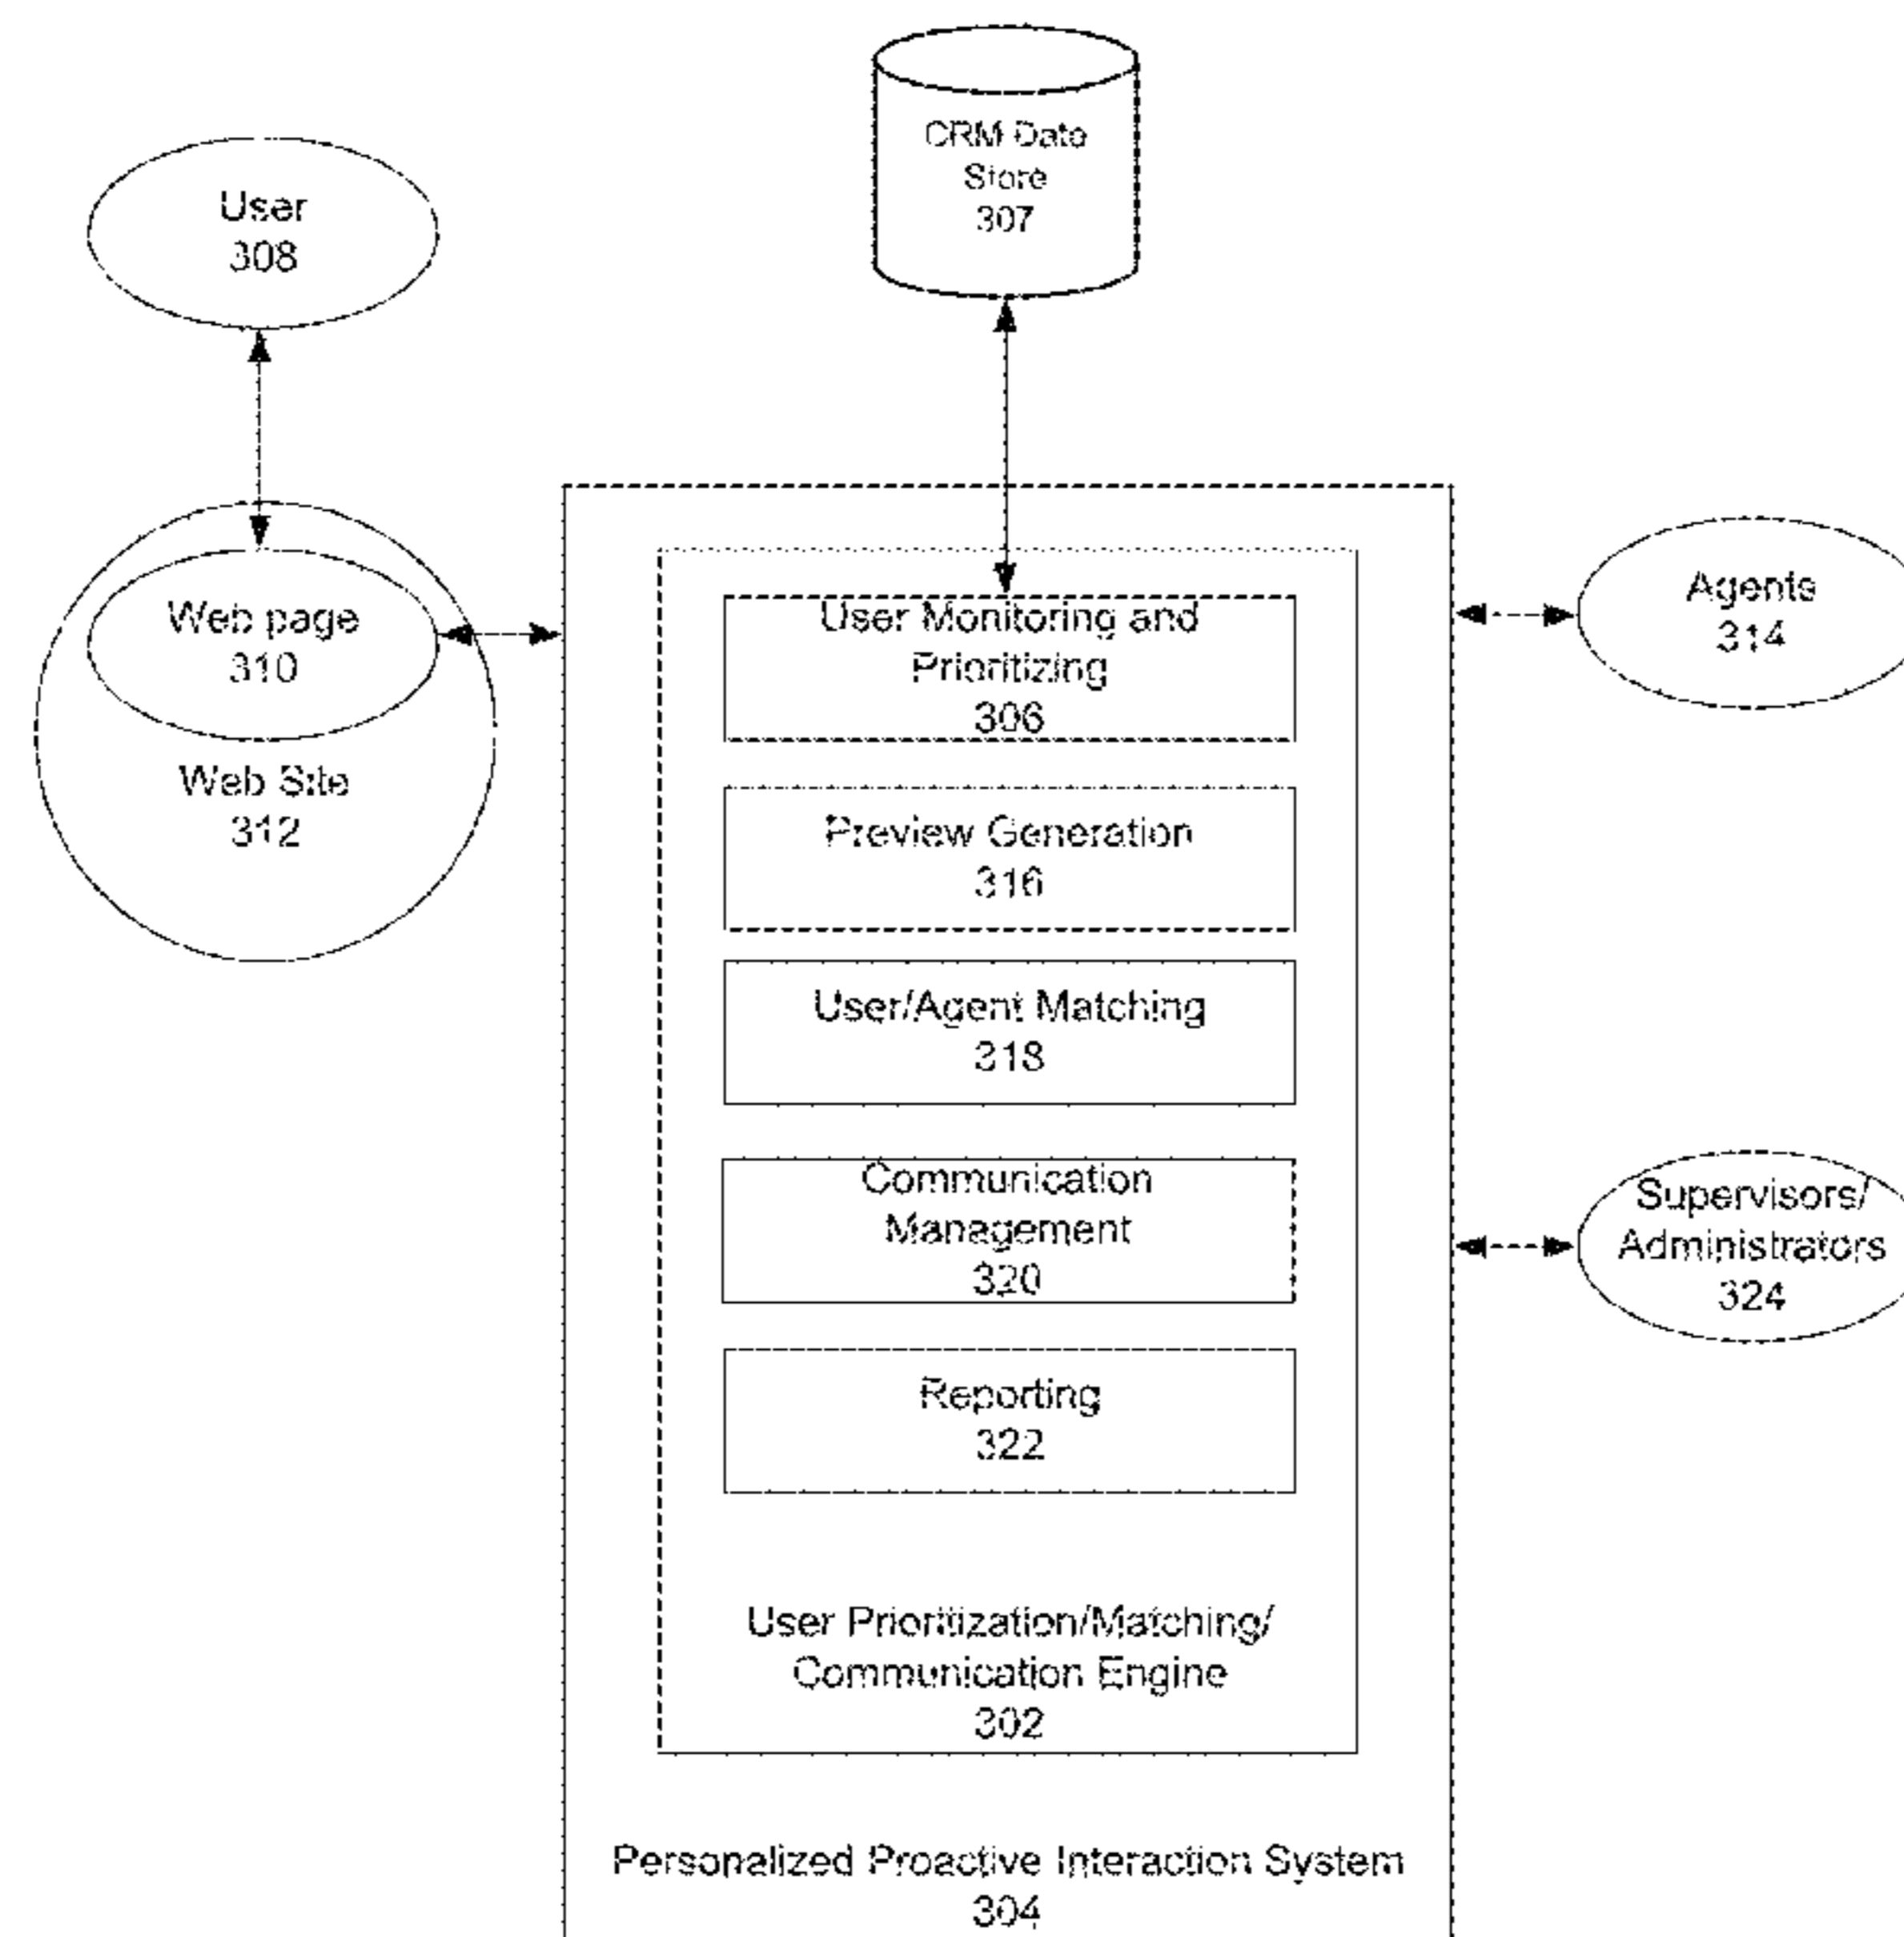 CRM Date
Store
307
User
308
Web page
310
Web Site
312
User Monitoring and
Prioritizing
306
Preview Generation
316
User/Agent Matching
318
Communication
Management
320
Reporting
322
User Prioritization/Matching/
Communication Engine
302
Personalized Proactive Interaction System
304
Agents
314
Supervisors/
Administrators
324